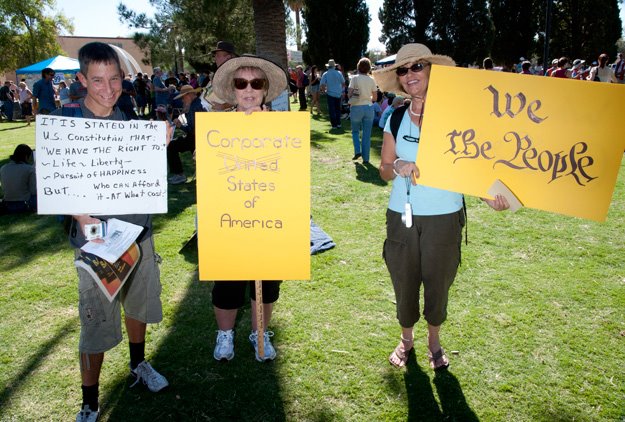 IT IS STATED IN THE
U.S. CONSTITUTION THAT:
"WE HAVE THE RIGHT TO:
~ LIFE ~ LIBERTY ~
~ PURSUIT OF HAPPINESS
BUT.... WHO CAN AFFORD
IT - AT WHAT COST
CORPORATE
United
STATES of
AMERICA
We
the People